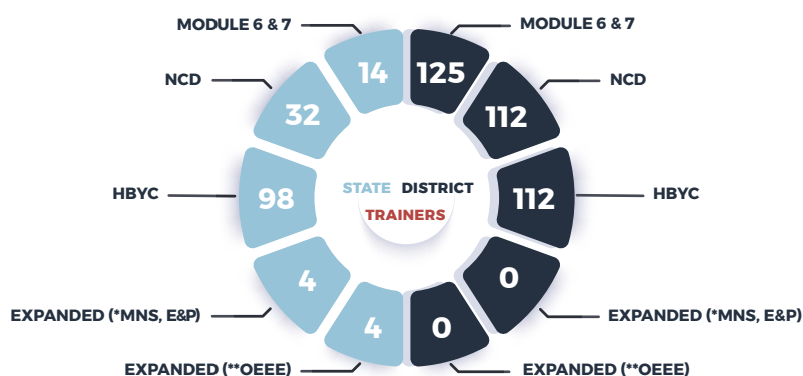 MODULE 6 & 7 MODULE 6 & 7
14 125
NCD NCD
32 112
STATE DISTRICT
TRAINERS
HBYC HBYC
98 112
4 0
EXPANDED (*MNS, E&P) EXPANDED (*MNS, E&P)
4 0
EXPANDED (**OEEE) EXPANDED (**OEEE)